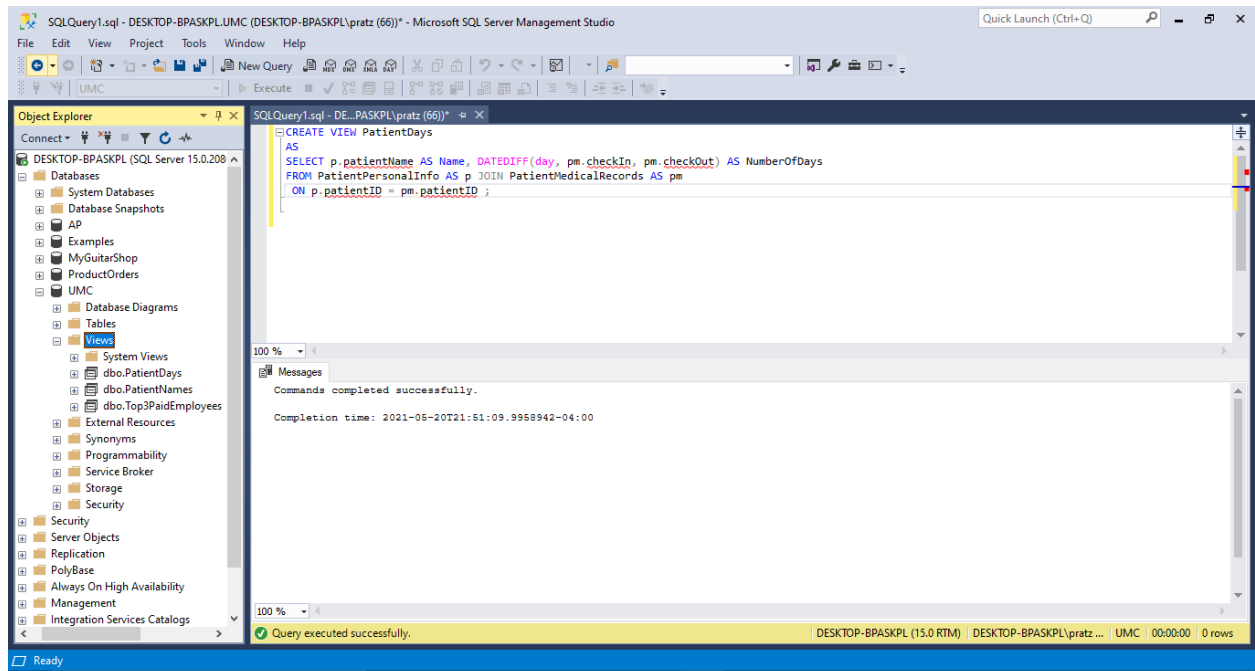 SQLQuery1.sql - DESKTOP-BPASKPL.UMC (DESKTOP-BPASKPL\pratz (66))* - Microsoft SQL Server Management Studio
Quick Launch (Ctrl+Q)
File Edit View Project Tools Window Help
New Query MDX DMX XMLA DAX
UMC Execute
Object Explorer
SQLQuery1.sql - DE...PASKPL\pratz (66))*
Connect
DESKTOP-BPASKPL (SQL Server 15.0.208
Databases
System Databases
Database Snapshots
AP
Examples
MyGuitarShop
ProductOrders
UMC
Database Diagrams
Tables
Views
System Views
dbo.PatientDays
dbo.PatientNames
dbo.Top3PaidEmployees
External Resources
Synonyms
Programmability
Service Broker
Storage
Security
Security
Server Objects
Replication
PolyBase
Always On High Availability
Management
Integration Services Catalogs
CREATE VIEW PatientDays
AS
SELECT p.patientName AS Name, DATEDIFF(day, pm.checkIn, pm.checkOut) AS NumberOfDays
FROM PatientPersonalInfo AS p JOIN PatientMedicalRecords AS pm
ON p.patientID = pm.patientID ;
100 %
Messages
Commands completed successfully.
Completion time: 2021-05-20T21:51:09.9958942-04:00
100 %
Query executed successfully.
DESKTOP-BPASKPL (15.0 RTM) DESKTOP-BPASKPL\pratz ... UMC 00:00:00 0 rows
Ready